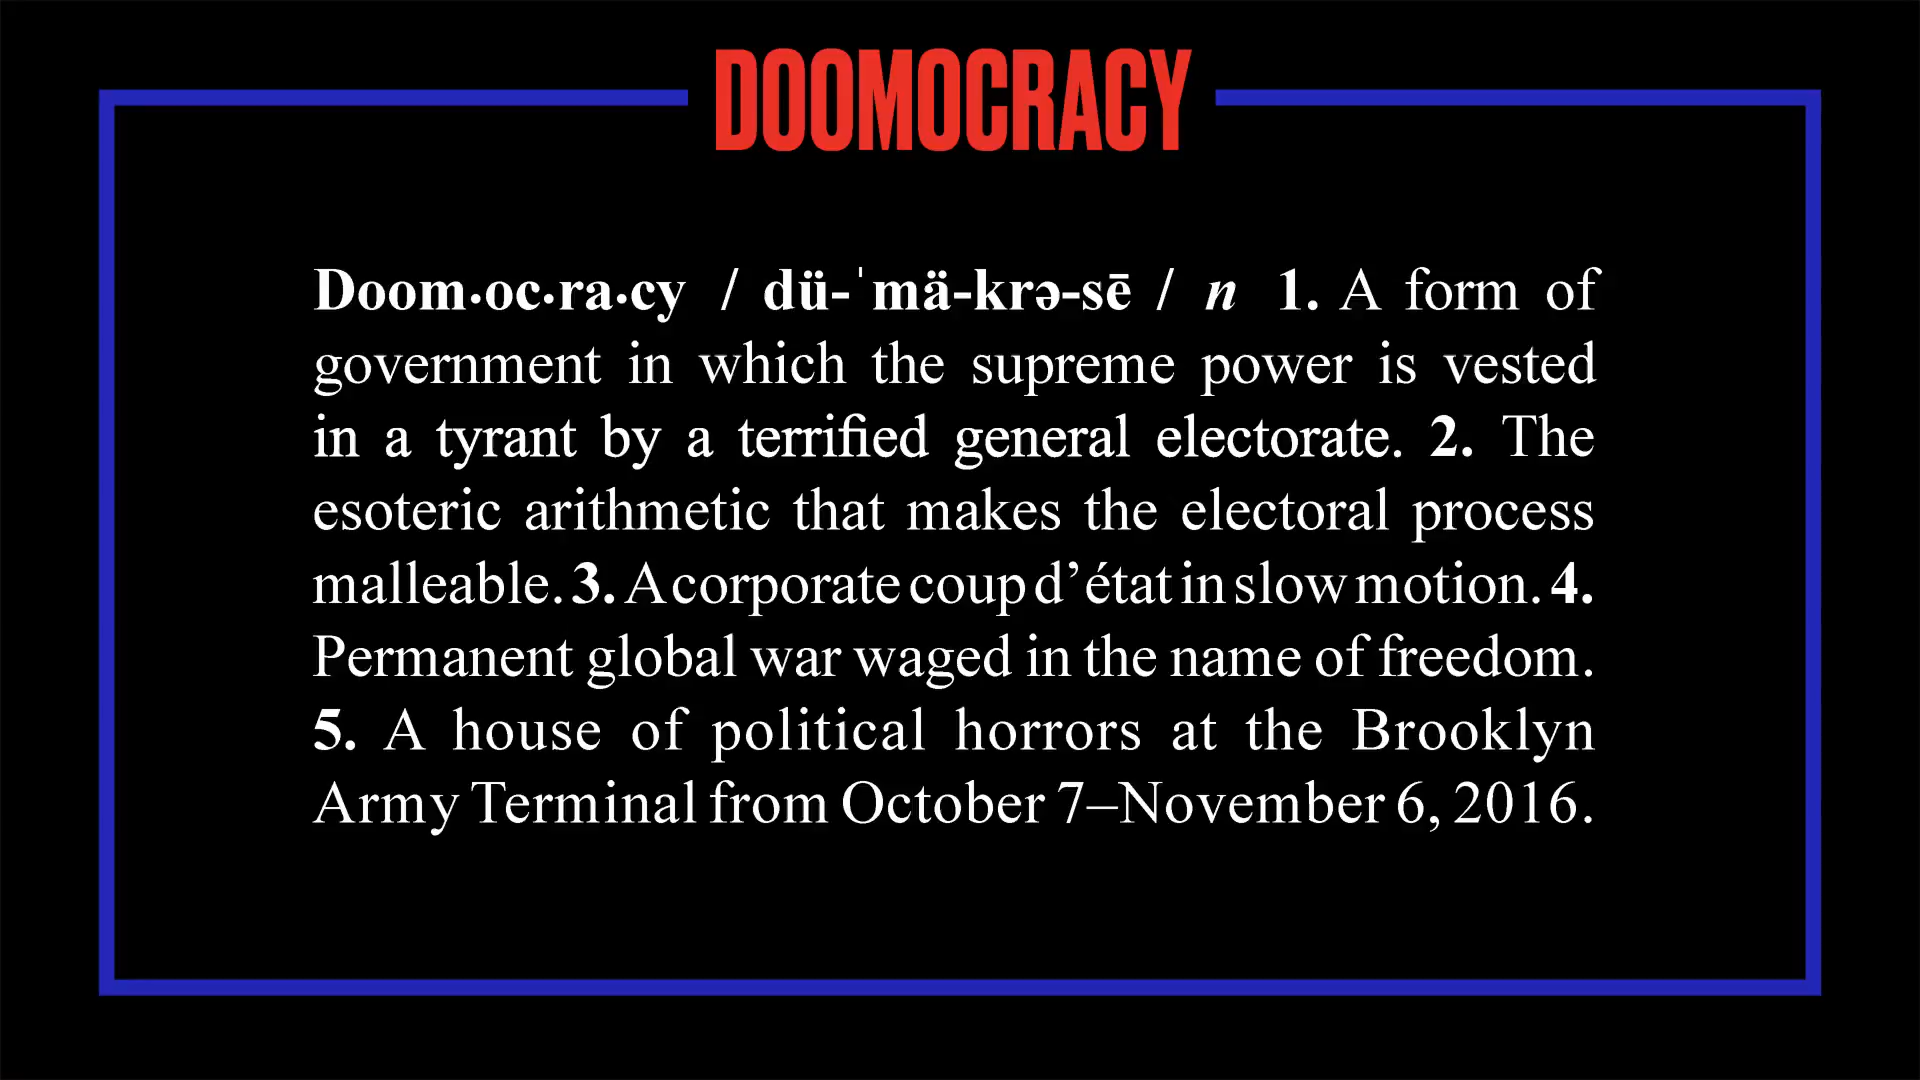 DOOMOCRACY
Doom·oc·ra·cy / dü-ˈmä-krə-sē / n 1. A form of
government in which the supreme power is vested
in a tyrant by a terrified general electorate. 2. The
esoteric arithmetic that makes the electoral process
malleable. 3. A corporate coup d’état in slow motion. 4.
Permanent global war waged in the name of freedom.
5. A house of political horrors at the Brooklyn
Army Terminal from October 7–November 6, 2016.